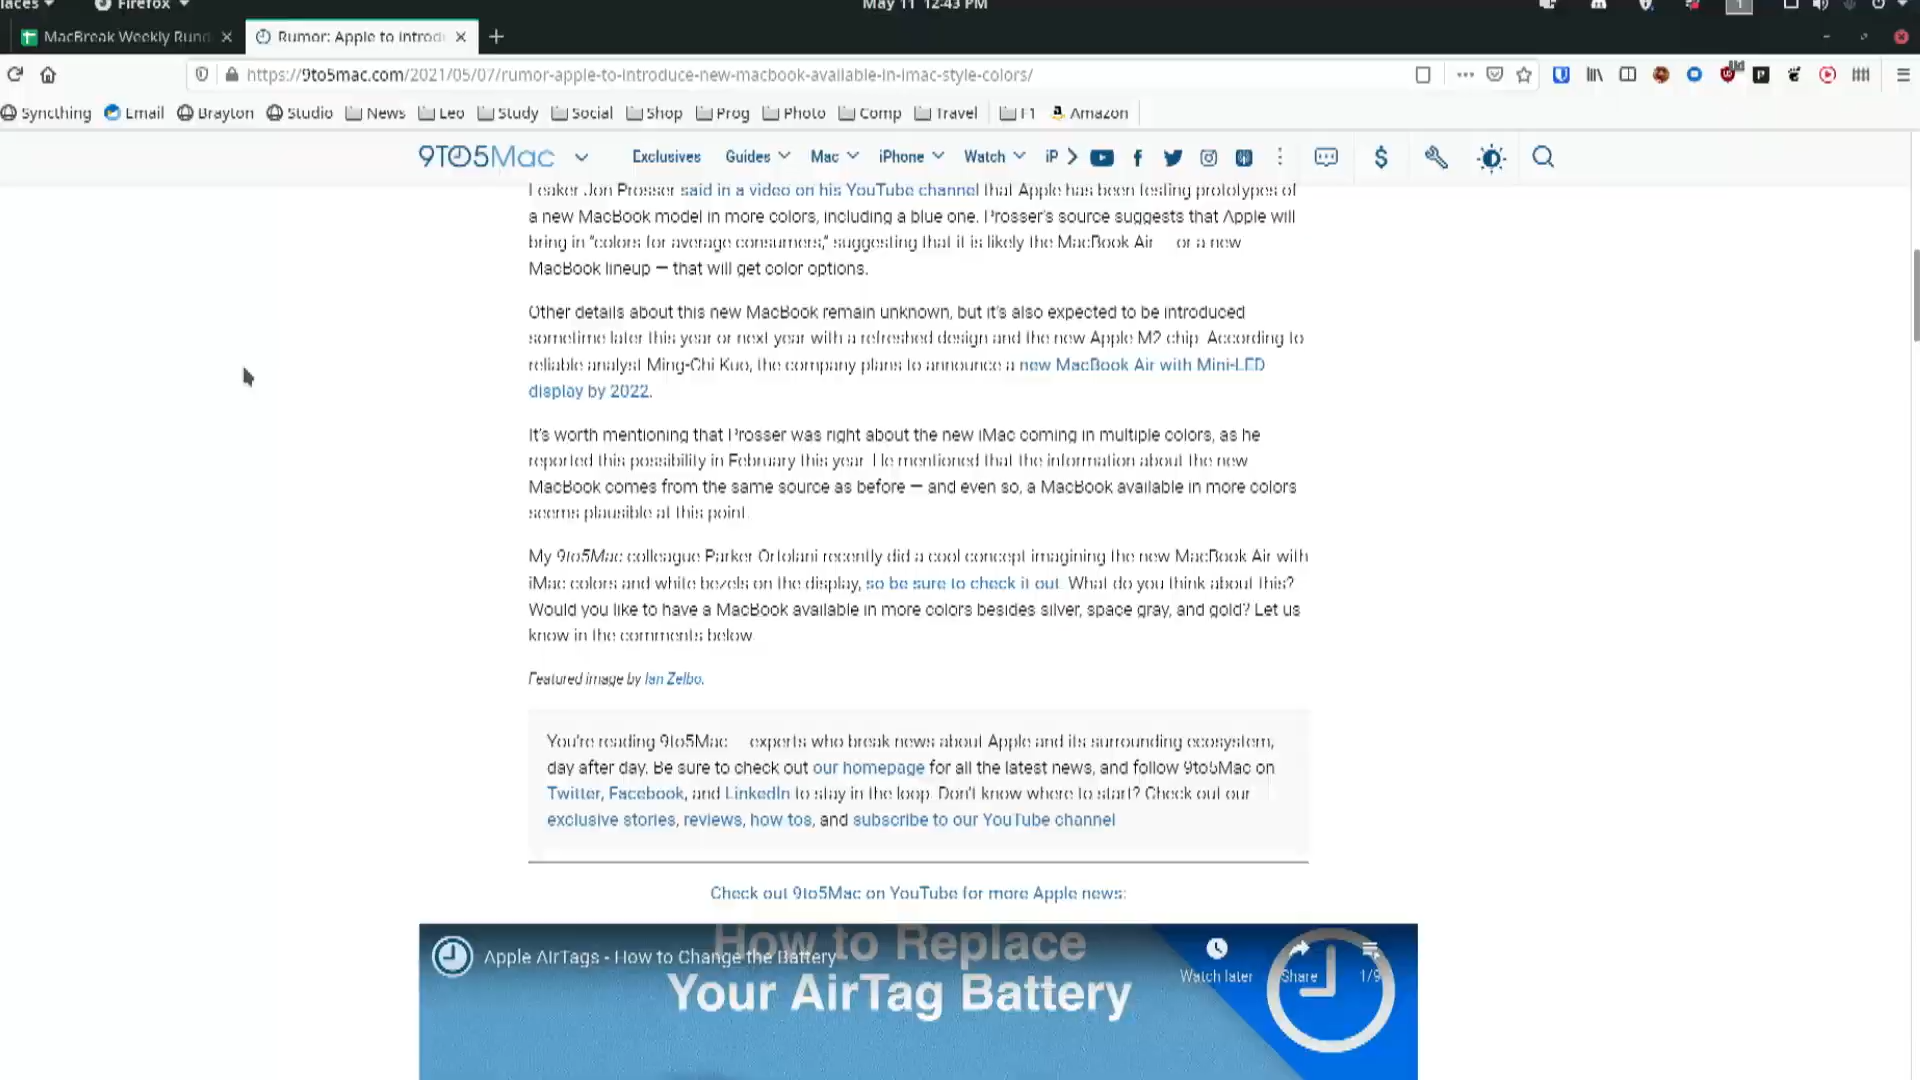 Firefox
May 11 12:43 PM
1
MacBreak Weekly Rund
Rumor: Apple to introdu
https://9to5mac.com/2021/05/07/rumor-apple-to-introduce-new-macbook-available-in-imac-style-colors/
Syncthing Email Brayton Studio News Leo Study Social Shop Prog Photo Comp Travel F1 Amazon
9TO5Mac Exclusives Guides Mac iPhone Watch iP
Leaker Jon Prosser said in a video on his YouTube channel that Apple has been testing prototypes of
a new MacBook model in more colors, including a blue one. Prosser's source suggests that Apple will
bring in “colors for average consumers,” suggesting that it is likely the MacBook Air — or a new
MacBook lineup — that will get color options.
Other details about this new MacBook remain unknown, but it's also expected to be introduced
sometime later this year or next year with a refreshed design and the new Apple M2 chip. According to
reliable analyst Ming-Chi Kuo, the company plans to announce a new MacBook Air with Mini-LED
display by 2022.
It's worth mentioning that Prosser was right about the new iMac coming in multiple colors, as he
reported this possibility in February this year. He mentioned that the information about the new
MacBook comes from the same source as before — and even so, a MacBook available in more colors
seems plausible at this point.
My 9to5Mac colleague Parker Ortolani recently did a cool concept imagining the new MacBook Air with
iMac colors and white bezels on the display, so be sure to check it out. What do you think about this?
Would you like to have a MacBook available in more colors besides silver, space gray, and gold? Let us
know in the comments below.
Featured image by Ian Zelbo.
You're reading 9to5Mac — experts who break news about Apple and its surrounding ecosystem,
day after day. Be sure to check out our homepage for all the latest news, and follow 9to5Mac on
Twitter, Facebook, and LinkedIn to stay in the loop. Don't know where to start? Check out our
exclusive stories, reviews, how tos, and subscribe to our YouTube channel
Check out 9to5Mac on YouTube for more Apple news:
Apple AirTags - How to Change the Battery
How to Replace
Your AirTag Battery
Watch later Share 1/9